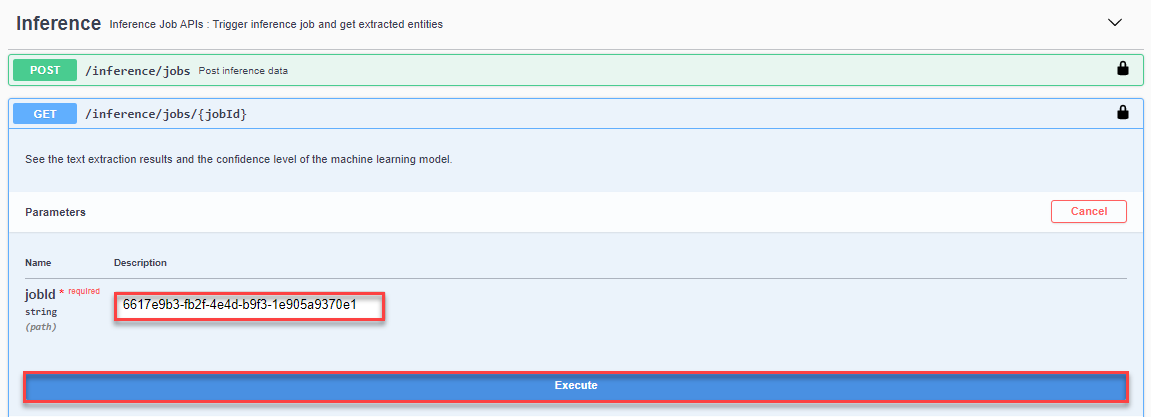 Inference Inference Job APIs : Trigger inference job and get extracted entities
POST /inference/jobs Post inference data
GET /inference/jobs/{jobId}
See the text extraction results and the confidence level of the machine learning model.
Parameters Cancel
Name Description
jobId * required
6617e9b3-fb2f-4e4d-b9f3-1e905a9370e1
string
(path)
Execute